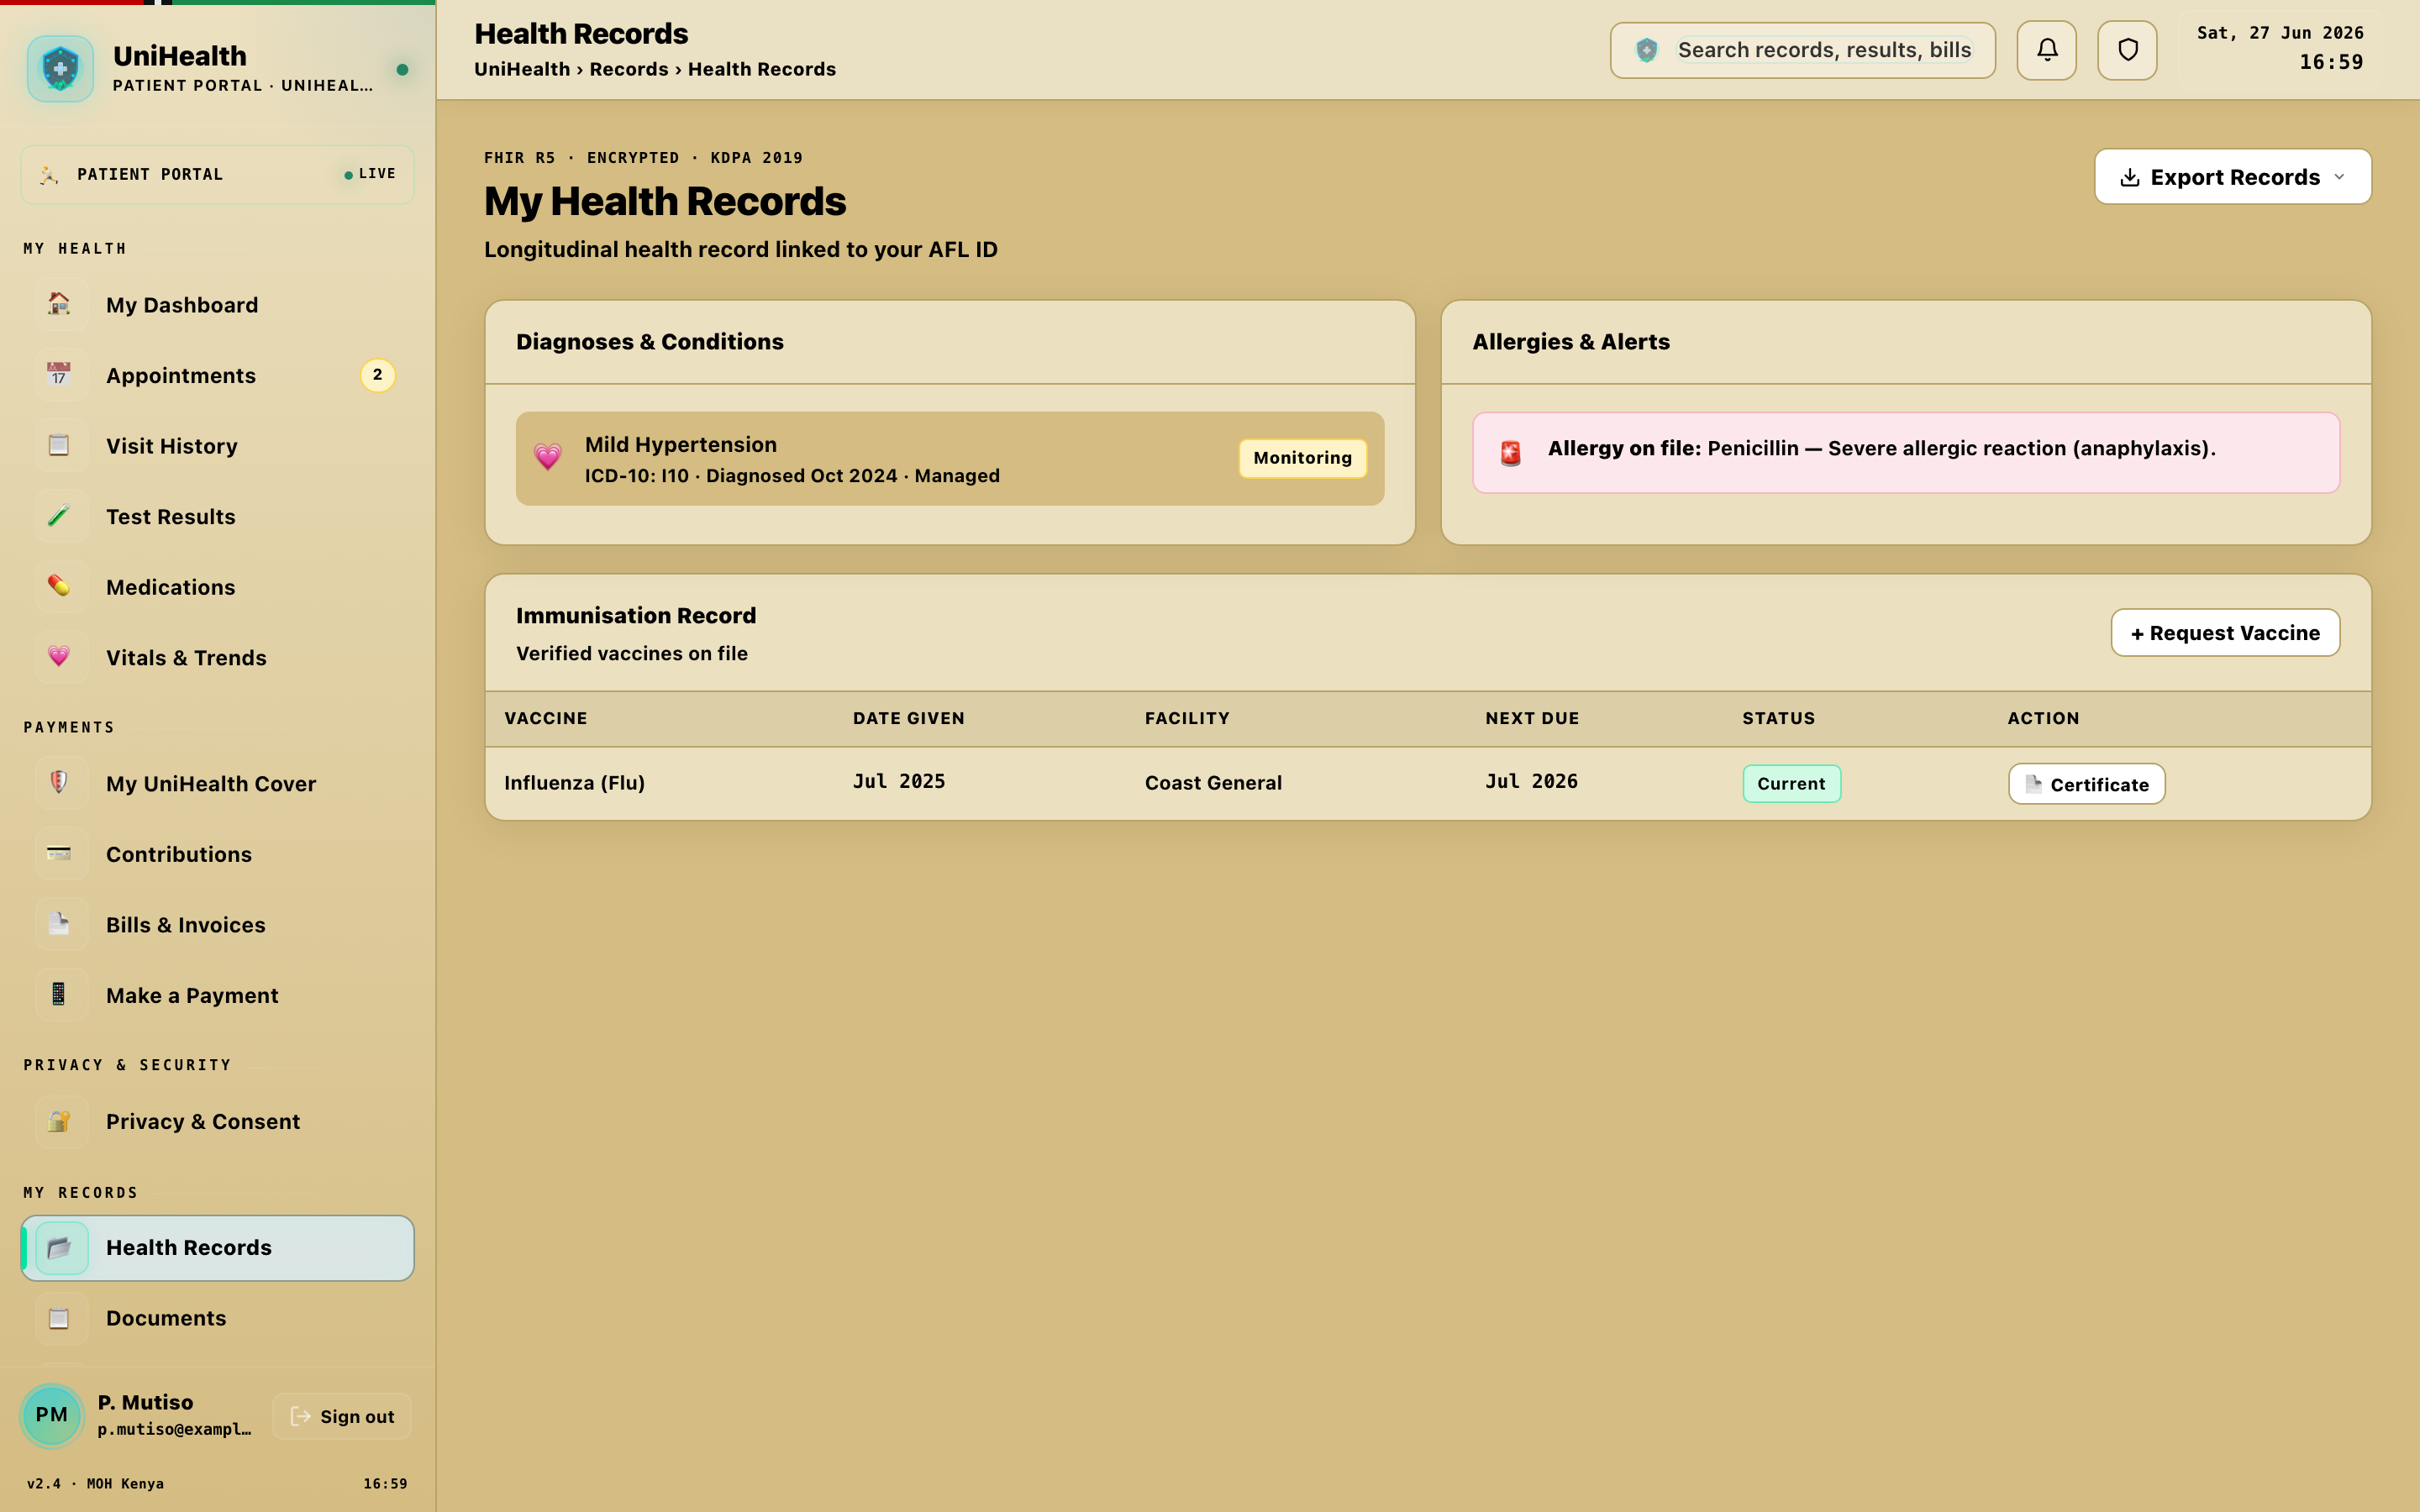 UniHealth
PATIENT PORTAL · UNIHEAL…
PATIENT PORTAL
LIVE
MY HEALTH
My Dashboard
17
Appointments
2
Visit History
Test Results
Medications
Vitals & Trends
PAYMENTS
My UniHealth Cover
Contributions
Bills & Invoices
Make a Payment
PRIVACY & SECURITY
Privacy & Consent
MY RECORDS
Health Records
Documents
PM
P. Mutiso
p.mutiso@exampl…
Sign out
v2.4 · MOH Kenya
16:59
Health Records
UniHealth › Records › Health Records
Search records, results, bills
Sat, 27 Jun 2026
16:59
FHIR R5 · ENCRYPTED · KDPA 2019
My Health Records
Longitudinal health record linked to your AFL ID
Export Records
Diagnoses & Conditions
Mild Hypertension
ICD-10: I10 · Diagnosed Oct 2024 · Managed
Monitoring
Allergies & Alerts
Allergy on file: Penicillin — Severe allergic reaction (anaphylaxis).
Immunisation Record
Verified vaccines on file
+ Request Vaccine
VACCINE DATE GIVEN FACILITY NEXT DUE STATUS ACTION
Influenza (Flu) Jul 2025 Coast General Jul 2026 Current Certificate